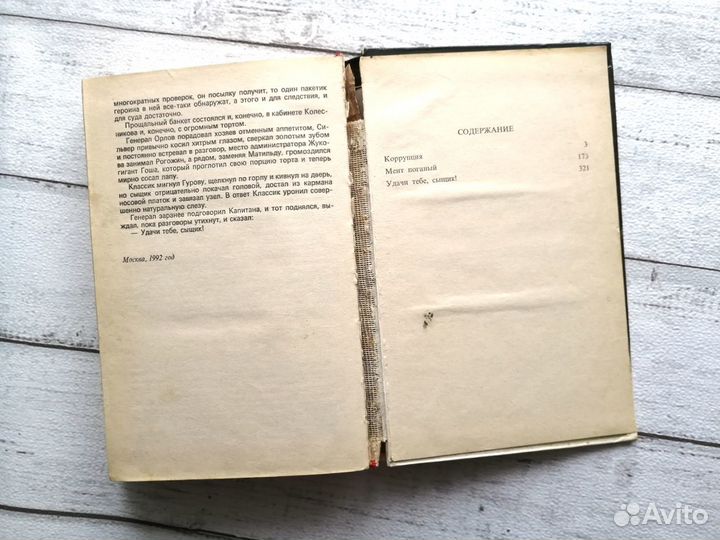 многократных проверок, он посылку получит, то один пакетик
героина в ней все-таки обнаружат, а этого и для следствия, и
для суда достаточно.
Прощальный банкет состоялся и, конечно, в кабинете Колес-
никова и, конечно, с огромным тортом.
Генерал Орлов порадовал хозяев отменным аппетитом, Си-
львер привычно косил хитрым глазом, сверкал золотым зубом
и постоянно встревал в разговор, место администратора Жуко-
ва занимал Рогожин, а рядом, заменяя Матильду, громоздился
гигант Гоша, который проглотил свою порцию торта и теперь
мирно сосал лапу.
Классик мигнул Гурову, щелкнул по горлу и кивнул на дверь,
но сыщик отрицательно покачал головой, достал из кармана
носовой платок и завязал узел. В ответ Классик уронил совер-
шенно натуральную слезу.
Генерал заранее подговорил Капитана, и тот поднялся, вы-
ждал, пока разговоры утихнут, и сказал:
— Удачи тебе, сыщик!
Москва, 1992 год
СОДЕРЖАНИЕ
Коррупция 3
Мент поганый 173
Удачи тебе, сыщик! 321
Avito